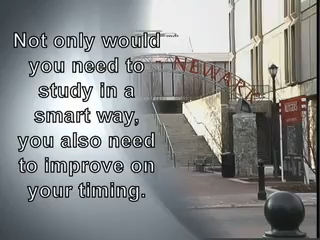 Not only would
you need to
study in a
smart way,
you also need
to improve on
your timing.
NEWARK
RUTGERS